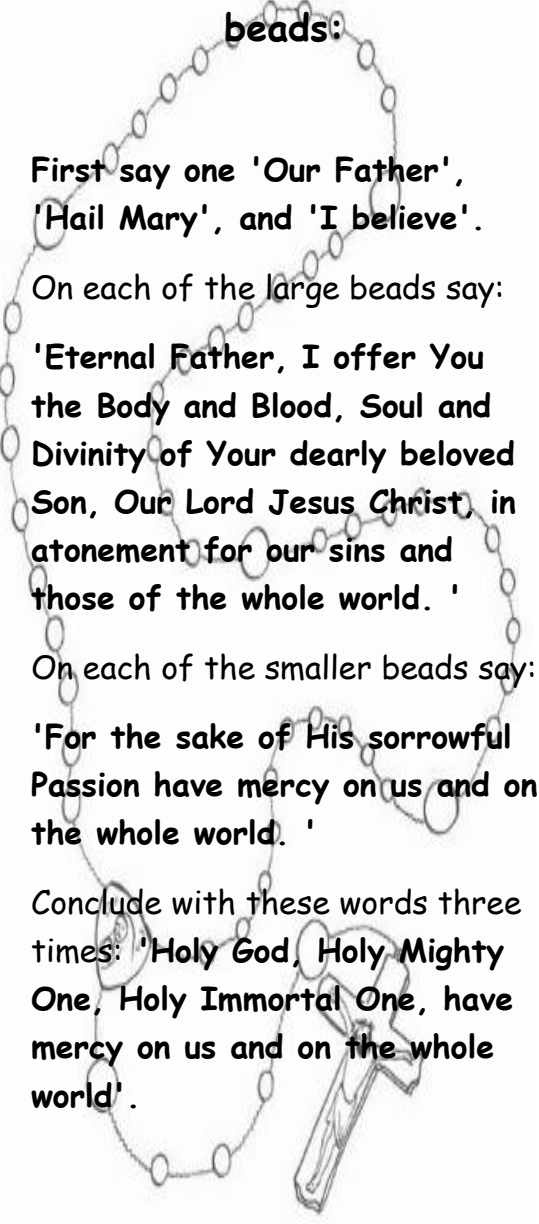 beads:
First say one 'Our Father',
'Hail Mary', and 'I believe'.
On each of the large beads say:
'Eternal Father, I offer You
the Body and Blood, Soul and
Divinity of Your dearly beloved
Son, Our Lord Jesus Christ, in
atonement for our sins and
those of the whole world. '
On each of the smaller beads say:
'For the sake of His sorrowful
Passion have mercy on us and on
the whole world. '
Conclude with these words three
times: 'Holy God, Holy Mighty
One, Holy Immortal One, have
mercy on us and on the whole
world'.